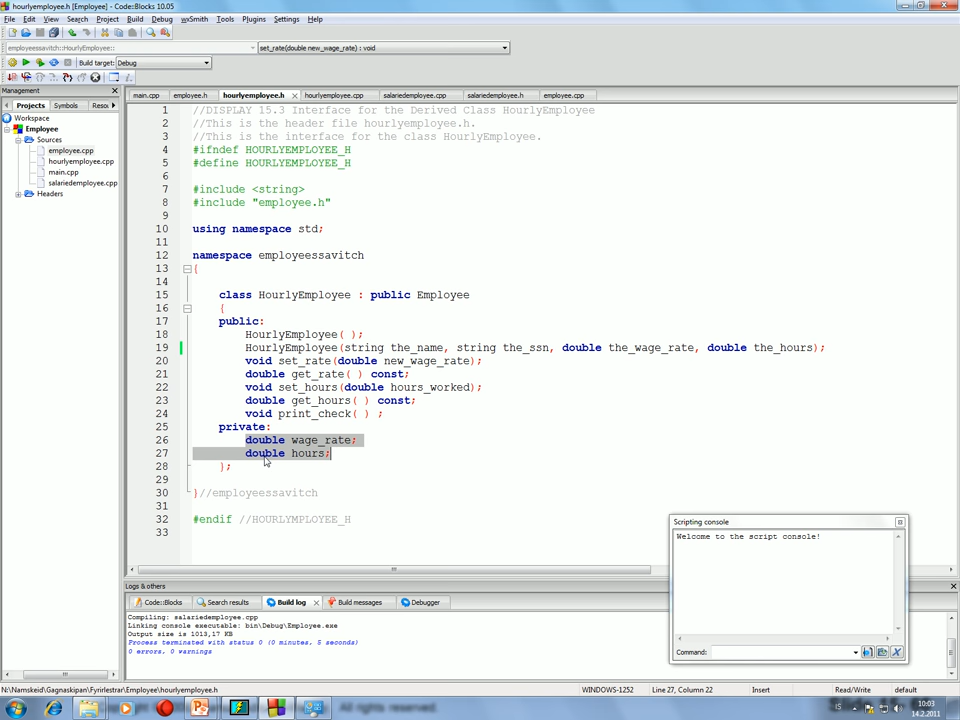 hourlyemployee.h [Employee] - Code::Blocks 10.05
File Edit View Search Project Build Debug wxSmith Tools Plugins Settings Help
employeessavitch::HourlyEmployee::
set_rate(double new_wage_rate) : void
Build target: Debug
Management
Projects Symbols Resou
Workspace
Employee
Sources
employee.cpp
hourlyemployee.cpp
main.cpp
salariedemployee.cpp
Headers
main.cpp employee.h hourlyemployee.h hourlyemployee.cpp salariedemployee.cpp salariedemployee.h employee.cpp
1 //DISPLAY 15.3 Interface for the Derived Class HourlyEmployee
2 //This is the header file hourlyemployee.h.
3 //This is the interface for the class HourlyEmployee.
4 #ifndef HOURLYEMPLOYEE_H
5 #define HOURLYEMPLOYEE_H
6
7 #include <string>
8 #include "employee.h"
9
10 using namespace std;
11
12 namespace employeessavitch
13 {
14
15 class HourlyEmployee : public Employee
16 {
17 public:
18 HourlyEmployee( );
19 HourlyEmployee(string the_name, string the_ssn, double the_wage_rate, double the_hours);
20 void set_rate(double new_wage_rate);
21 double get_rate( ) const;
22 void set_hours(double hours_worked);
23 double get_hours( ) const;
24 void print_check( ) ;
25 private:
26 double wage_rate;
27 double hours;
28 };
29
30 }//employeessavitch
31
32 #endif //HOURLYMPLOYEE_H
33
Scripting console
Welcome to the script console!
Command:
Logs & others
Code::Blocks Search results Build log Build messages Debugger
Compiling: salariedemployee.cpp
Linking console executable: bin\Debug\Employee.exe
Output size is 1013,17 KB
Process terminated with status 0 (0 minutes, 5 seconds)
0 errors, 0 warnings
N:\Namskeid\Gagnaskipan\Fyrirlestrar\Employee\hourlyemployee.h WINDOWS-1252 Line 27, Column 22 Insert Read/Write default
All rights reserved.
IS
10:03
14.2.2011